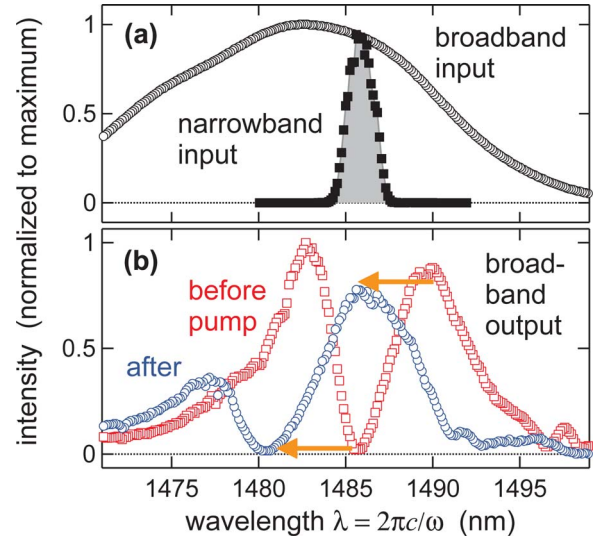 (a)
broadband
input
narrowband
input
1
0.5
0
(b)
before
pump
after
broad-
band
output
1
0.5
0
intensity (normalized to maximum)
1475 1480 1485 1490 1495
wavelength λ = 2πc/ω (nm)